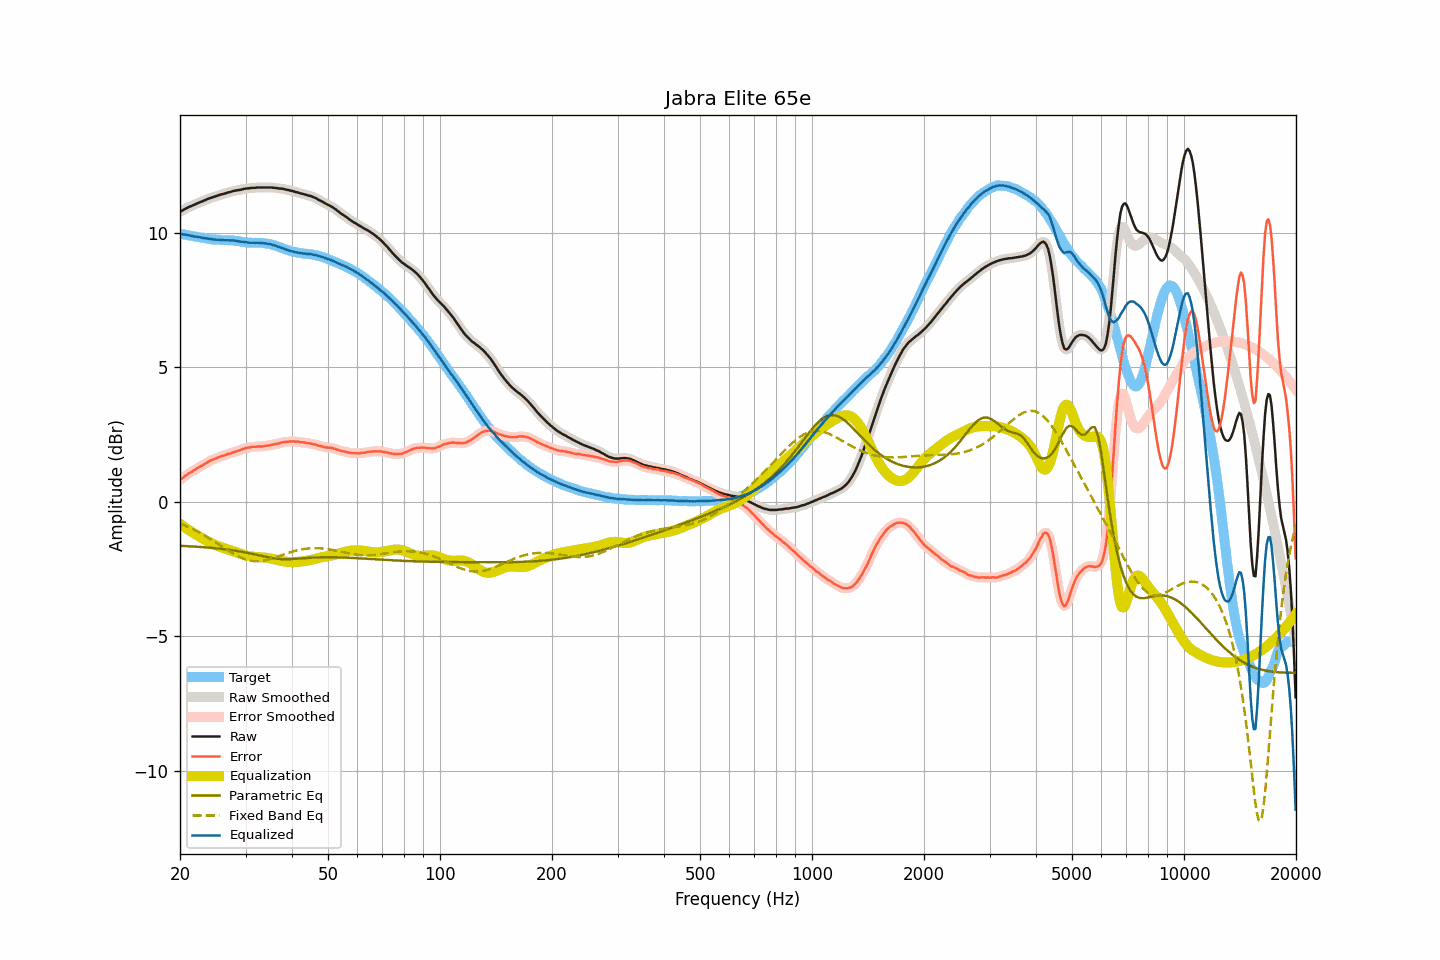 Jabra Elite 65e
Amplitude (dBr)
10
5
0
−5
−10
Target
Raw Smoothed
Error Smoothed
Raw
Error
Equalization
Parametric Eq
Fixed Band Eq
Equalized
20 50 100 200 500 1000 2000 5000 10000 20000
Frequency (Hz)